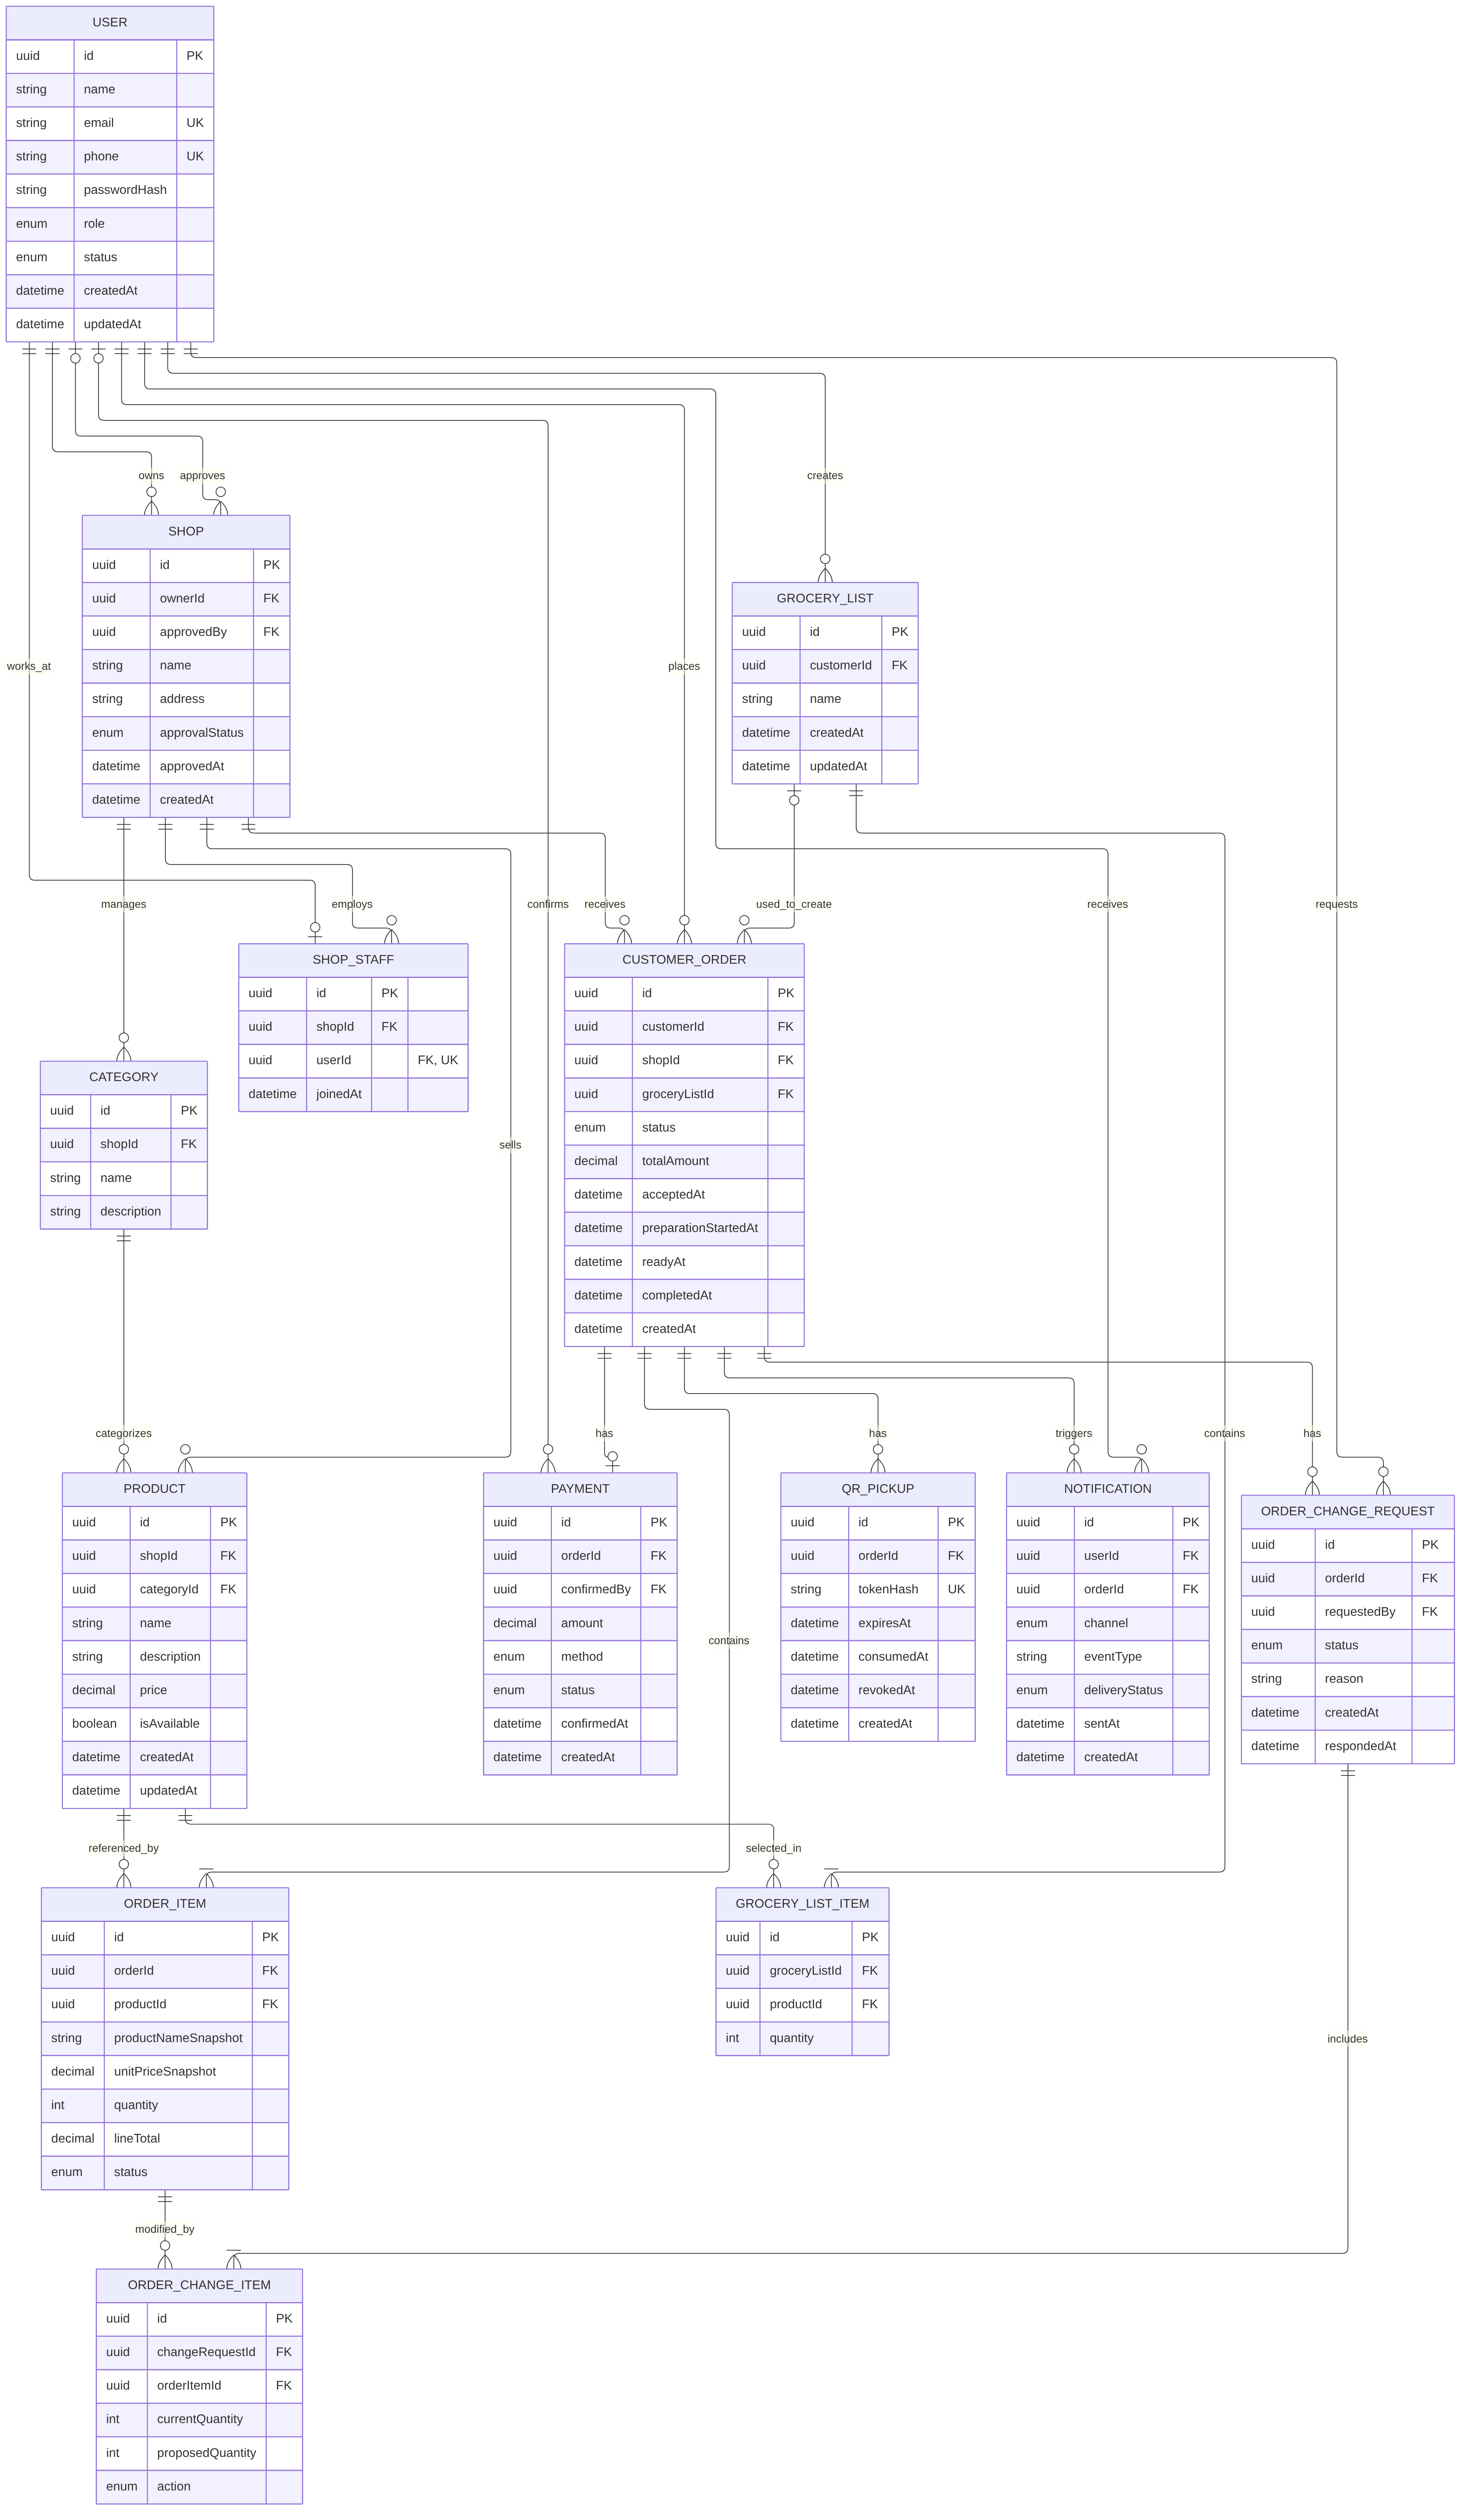 USER
uuid id PK
string name
string email UK
string phone UK
string passwordHash
enum role
enum status
datetime createdAt
datetime updatedAt
owns
approves
creates
SHOP
uuid id PK
uuid ownerId FK
uuid approvedBy FK
string name
string address
enum approvalStatus
datetime approvedAt
datetime createdAt
GROCERY_LIST
uuid id PK
uuid customerId FK
string name
datetime createdAt
datetime updatedAt
works_at
places
manages
employs
confirms
receives
used_to_create
receives
requests
SHOP_STAFF
uuid id PK
uuid shopId FK
uuid userId FK, UK
datetime joinedAt
CUSTOMER_ORDER
uuid id PK
uuid customerId FK
uuid shopId FK
uuid groceryListId FK
enum status
decimal totalAmount
datetime acceptedAt
datetime preparationStartedAt
datetime readyAt
datetime completedAt
datetime createdAt
CATEGORY
uuid id PK
uuid shopId FK
string name
string description
sells
categorizes
has
has
triggers
contains
has
PRODUCT
uuid id PK
uuid shopId FK
uuid categoryId FK
string name
string description
decimal price
boolean isAvailable
datetime createdAt
datetime updatedAt
PAYMENT
uuid id PK
uuid orderId FK
uuid confirmedBy FK
decimal amount
enum method
enum status
datetime confirmedAt
datetime createdAt
QR_PICKUP
uuid id PK
uuid orderId FK
string tokenHash UK
datetime expiresAt
datetime consumedAt
datetime revokedAt
datetime createdAt
NOTIFICATION
uuid id PK
uuid userId FK
uuid orderId FK
enum channel
string eventType
enum deliveryStatus
datetime sentAt
datetime createdAt
ORDER_CHANGE_REQUEST
uuid id PK
uuid orderId FK
uuid requestedBy FK
enum status
string reason
datetime createdAt
datetime respondedAt
contains
referenced_by
selected_in
ORDER_ITEM
uuid id PK
uuid orderId FK
uuid productId FK
string productNameSnapshot
decimal unitPriceSnapshot
int quantity
decimal lineTotal
enum status
GROCERY_LIST_ITEM
uuid id PK
uuid groceryListId FK
uuid productId FK
int quantity
includes
modified_by
ORDER_CHANGE_ITEM
uuid id PK
uuid changeRequestId FK
uuid orderItemId FK
int currentQuantity
int proposedQuantity
enum action